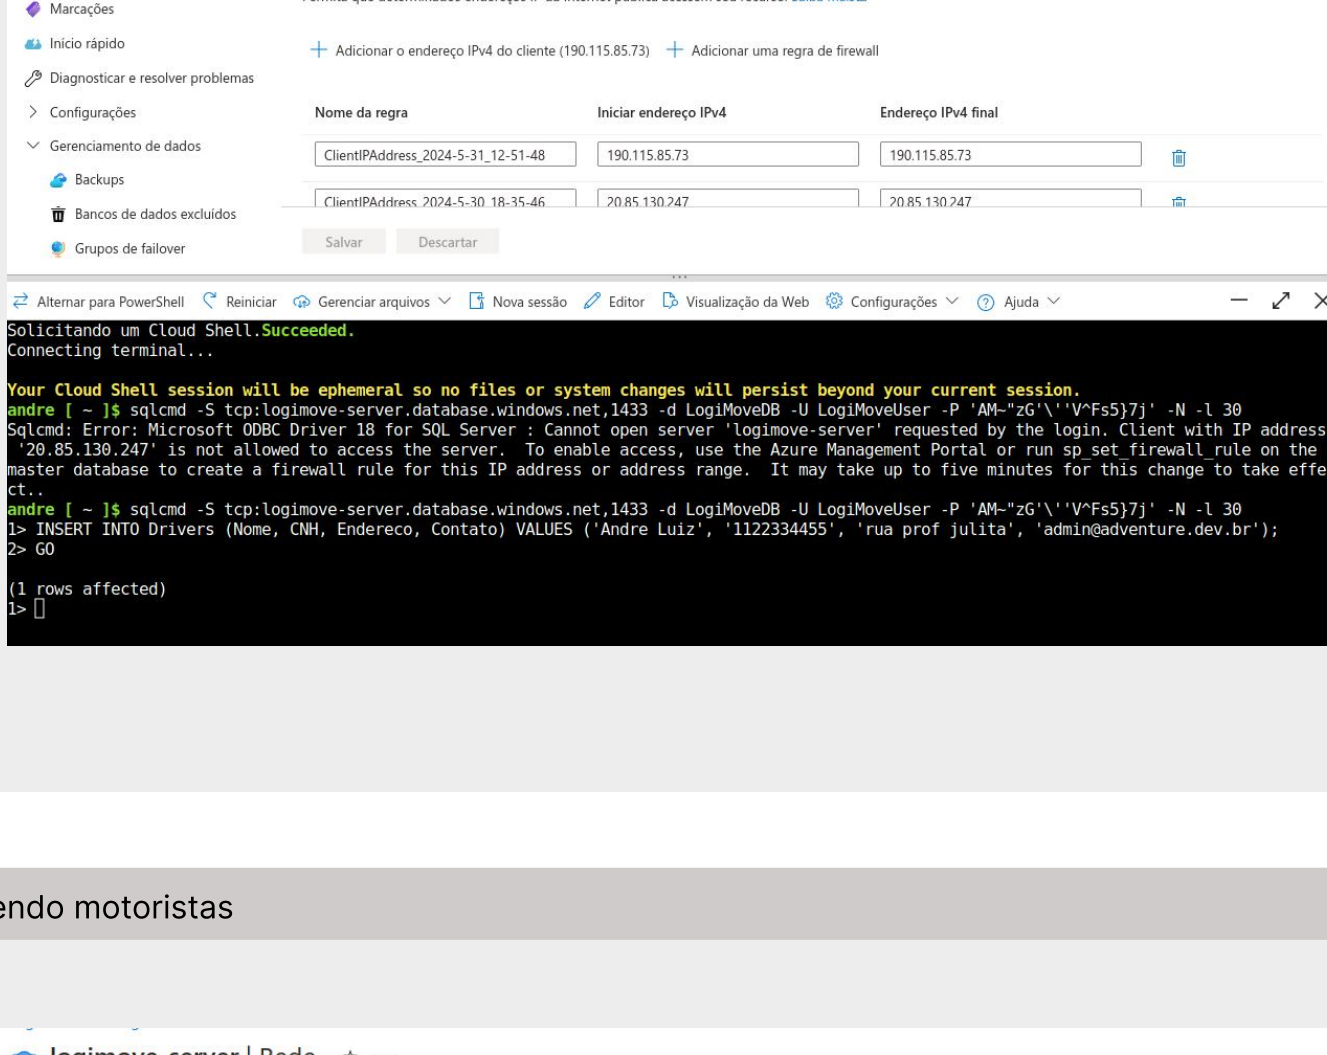 Marcações
Início rápido
Diagnosticar e resolver problemas
Configurações
Gerenciamento de dados
Backups
Bancos de dados excluídos
Grupos de failover
+ Adicionar o endereço IPv4 do cliente (190.115.85.73) + Adicionar uma regra de firewall
Nome da regra Iniciar endereço IPv4 Endereço IPv4 final
ClientIPAddress_2024-5-31_12-51-48 190.115.85.73 190.115.85.73
ClientIPAddress_2024-5-30_18-35-46 20.85.130.247 20.85.130.247
Salvar Descartar
Alternar para PowerShell Reiniciar Gerenciar arquivos Nova sessão Editor Visualização da Web Configurações Ajuda
Solicitando um Cloud Shell.Succeeded.
Connecting terminal...
Your Cloud Shell session will be ephemeral so no files or system changes will persist beyond your current session.
andre [ ~ ]$ sqlcmd -S tcp:logimove-server.database.windows.net,1433 -d LogiMoveDB -U LogiMoveUser -P 'AM~"zG'\''V^Fs5}7j' -N -l 30
Sqlcmd: Error: Microsoft ODBC Driver 18 for SQL Server : Cannot open server 'logimove-server' requested by the login. Client with IP address
'20.85.130.247' is not allowed to access the server.  To enable access, use the Azure Management Portal or run sp_set_firewall_rule on the
master database to create a firewall rule for this IP address or address range.  It may take up to five minutes for this change to take effe
ct..
andre [ ~ ]$ sqlcmd -S tcp:logimove-server.database.windows.net,1433 -d LogiMoveDB -U LogiMoveUser -P 'AM~"zG'\''V^Fs5}7j' -N -l 30
1> INSERT INTO Drivers (Nome, CNH, Endereco, Contato) VALUES ('Andre Luiz', '1122334455', 'rua prof julita', 'admin@adventure.dev.br');
2> GO
(1 rows affected)
1>
endo motoristas
logimove-server | Rede